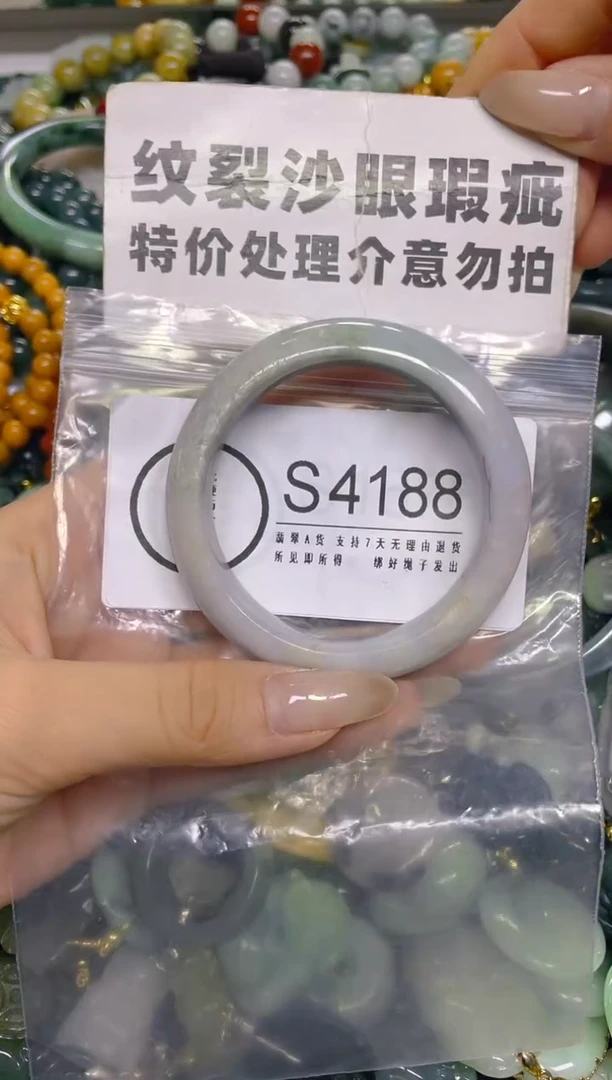 纹裂沙眼瑕疵
特价处理介意勿拍
S4188
翡翠A货 支持7天无理由退货
所见即所得 绑好绳子发出